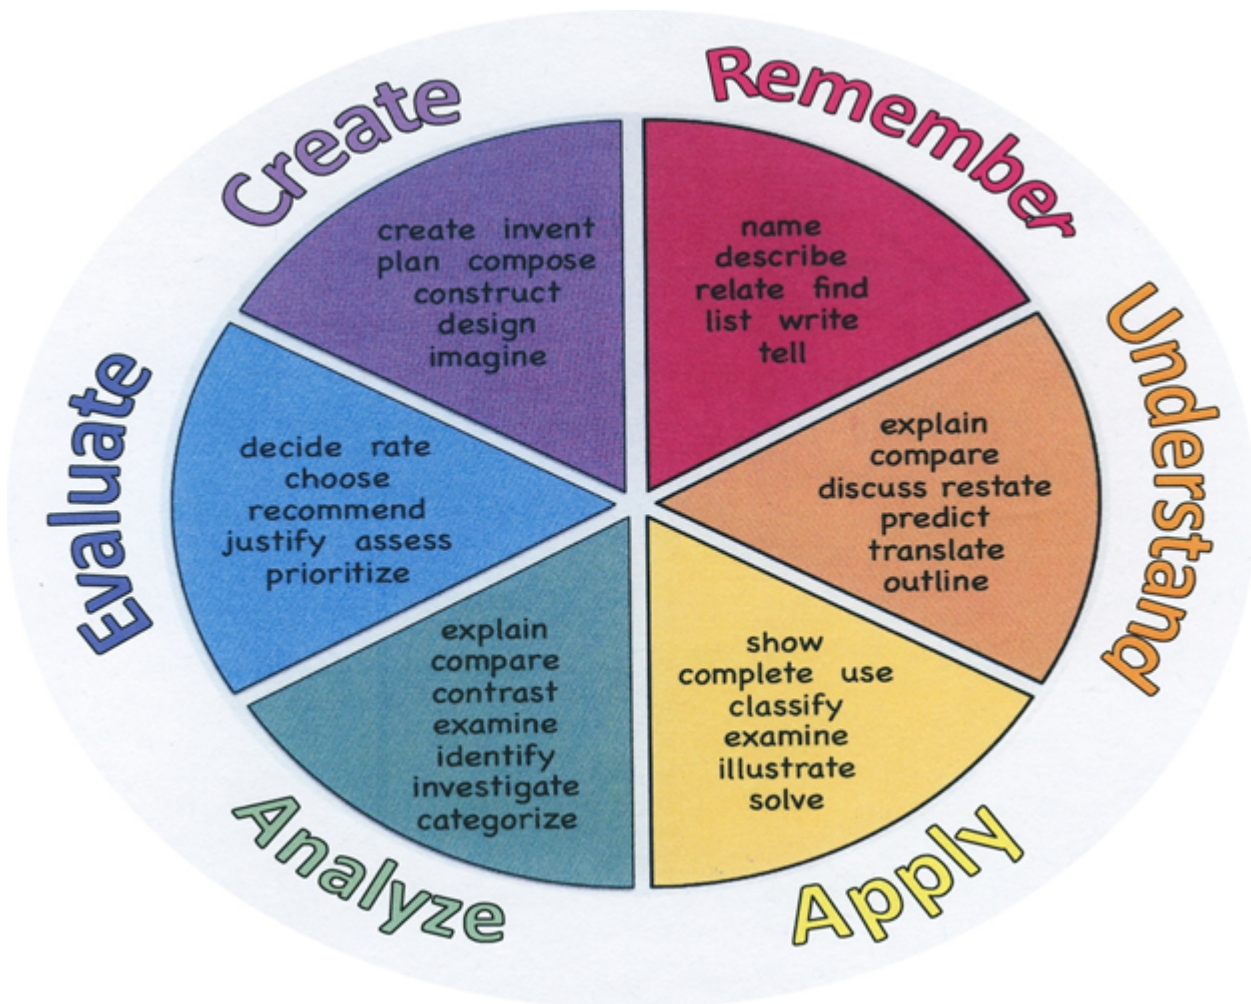 Remember
name
describe
relate find
list write
tell
Understand
explain
compare
discuss restate
predict
translate
outline
Apply
show
complete use
classify
examine
illustrate
solve
Analyze
explain
compare
contrast
examine
identify
investigate
categorize
Evaluate
decide rate
choose
recommend
justify assess
prioritize
Create
create invent
plan compose
construct
design
imagine